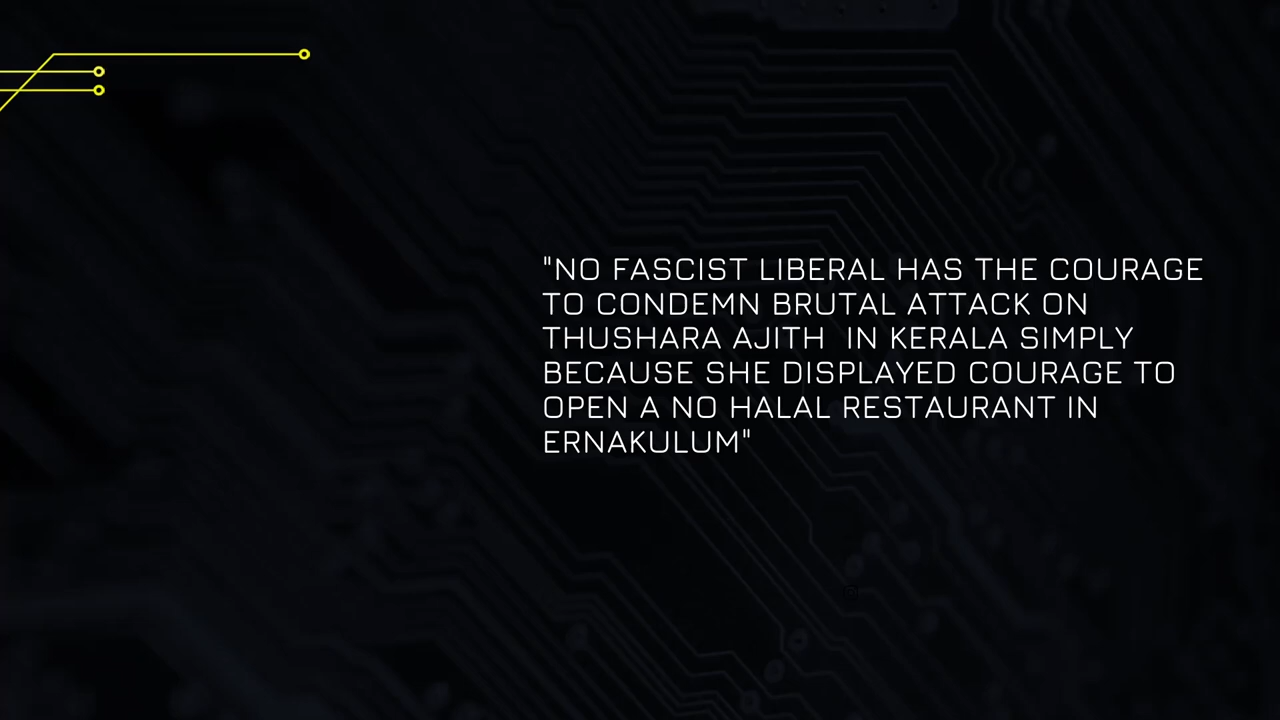 "NO FASCIST LIBERAL HAS THE COURAGE
TO CONDEMN BRUTAL ATTACK ON
THUSHARA AJITH  IN KERALA SIMPLY
BECAUSE SHE DISPLAYED COURAGE TO
OPEN A NO HALAL RESTAURANT IN
ERNAKULUM"